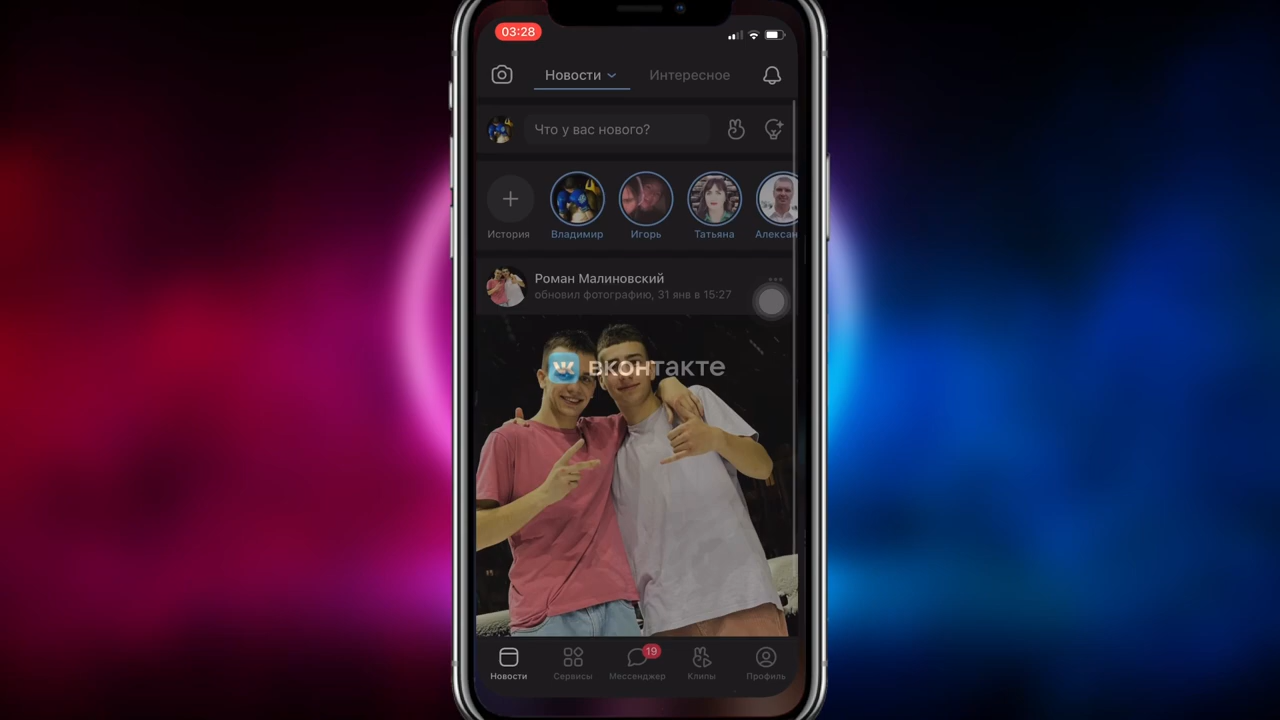 03:28
Новости Интересное
Что у вас нового?
История Владимир Игорь Татьяна Алексан
Роман Малиновский
обновил фотографию, 31 янв в 15:27
вконтакте
19
Новости Сервисы Мессенджер Клипы Профиль